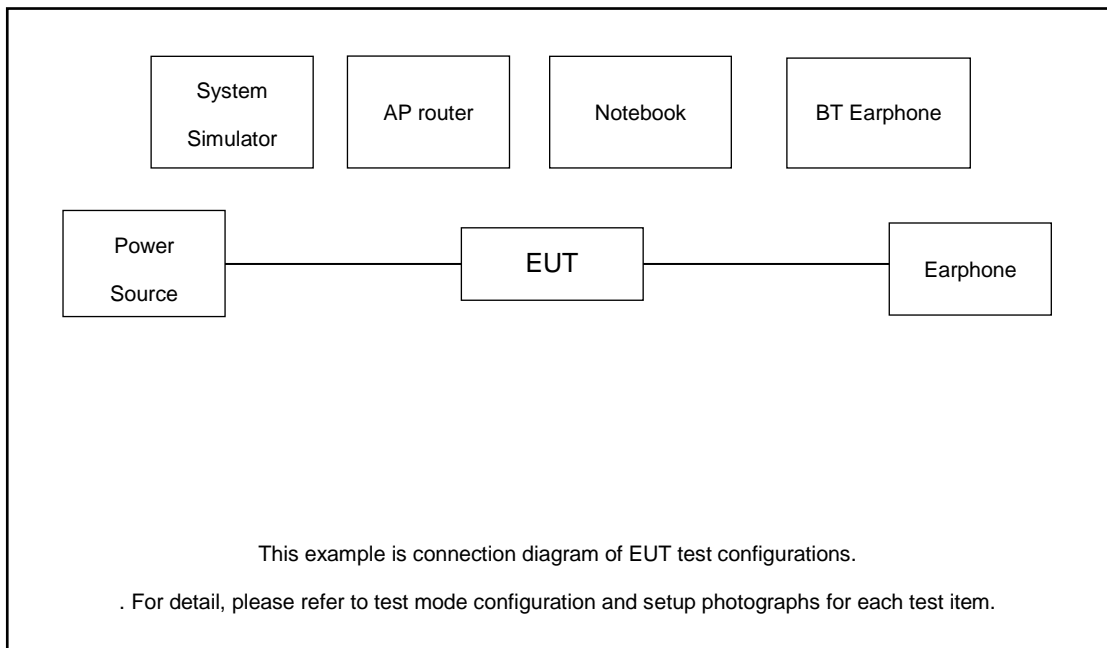 System
Simulator
AP router
Notebook
BT Earphone
Power
Source
EUT
Earphone
This example is connection diagram of EUT test configurations.
. For detail, please refer to test mode configuration and setup photographs for each test item.